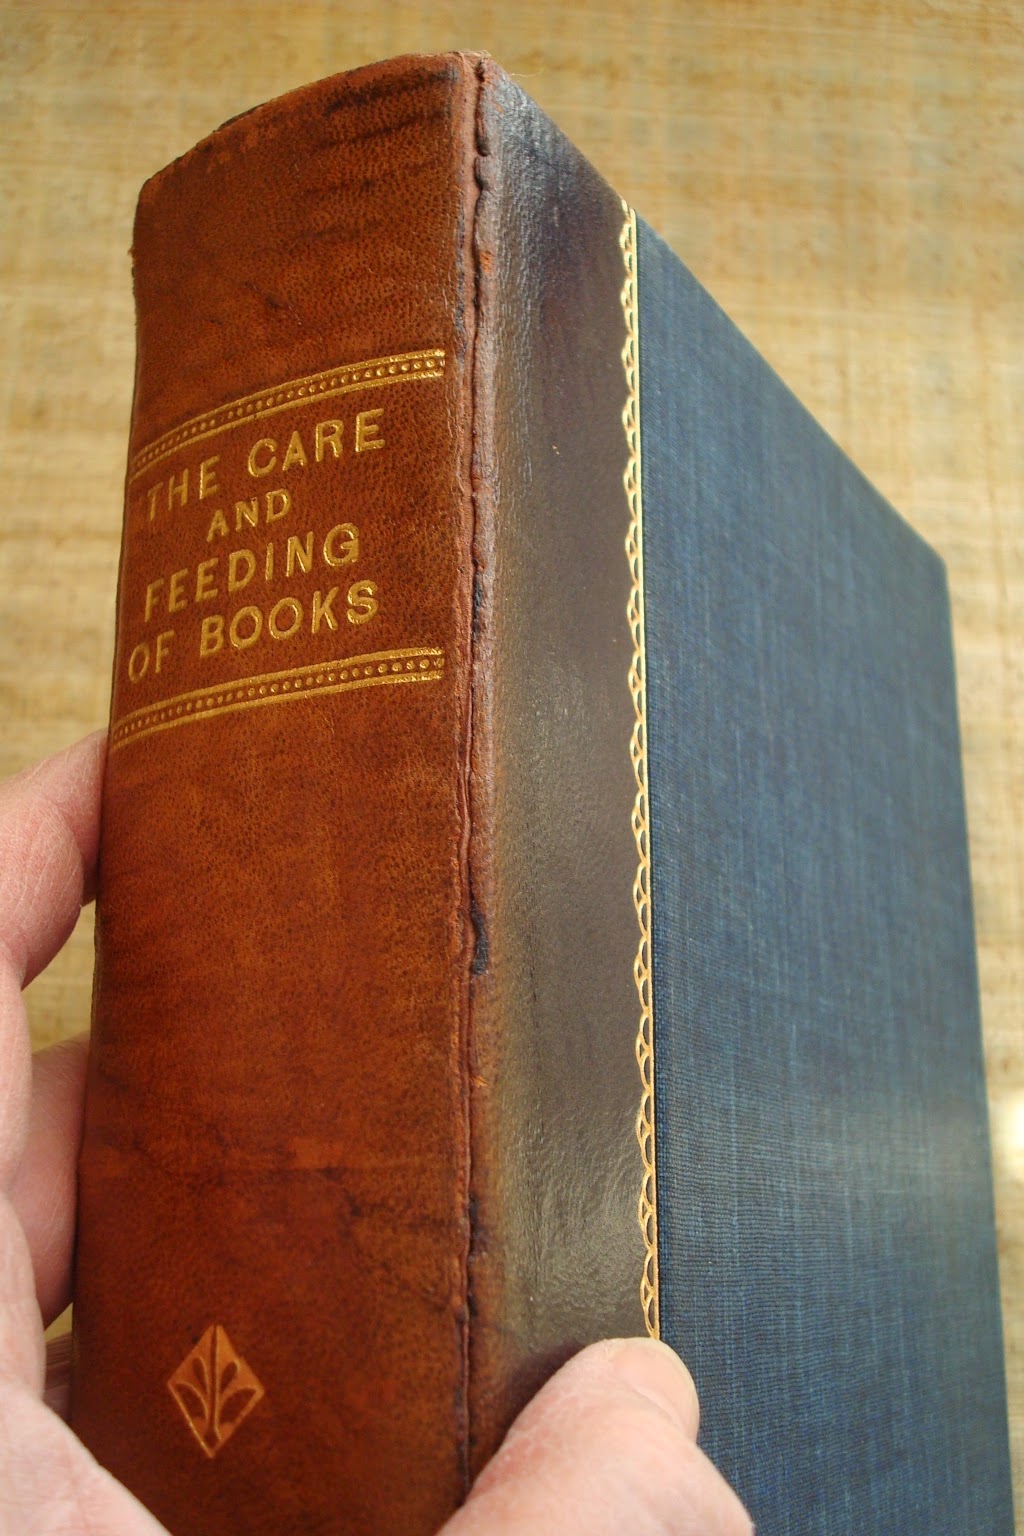 THE CARE
AND
FEEDING
OF BOOKS